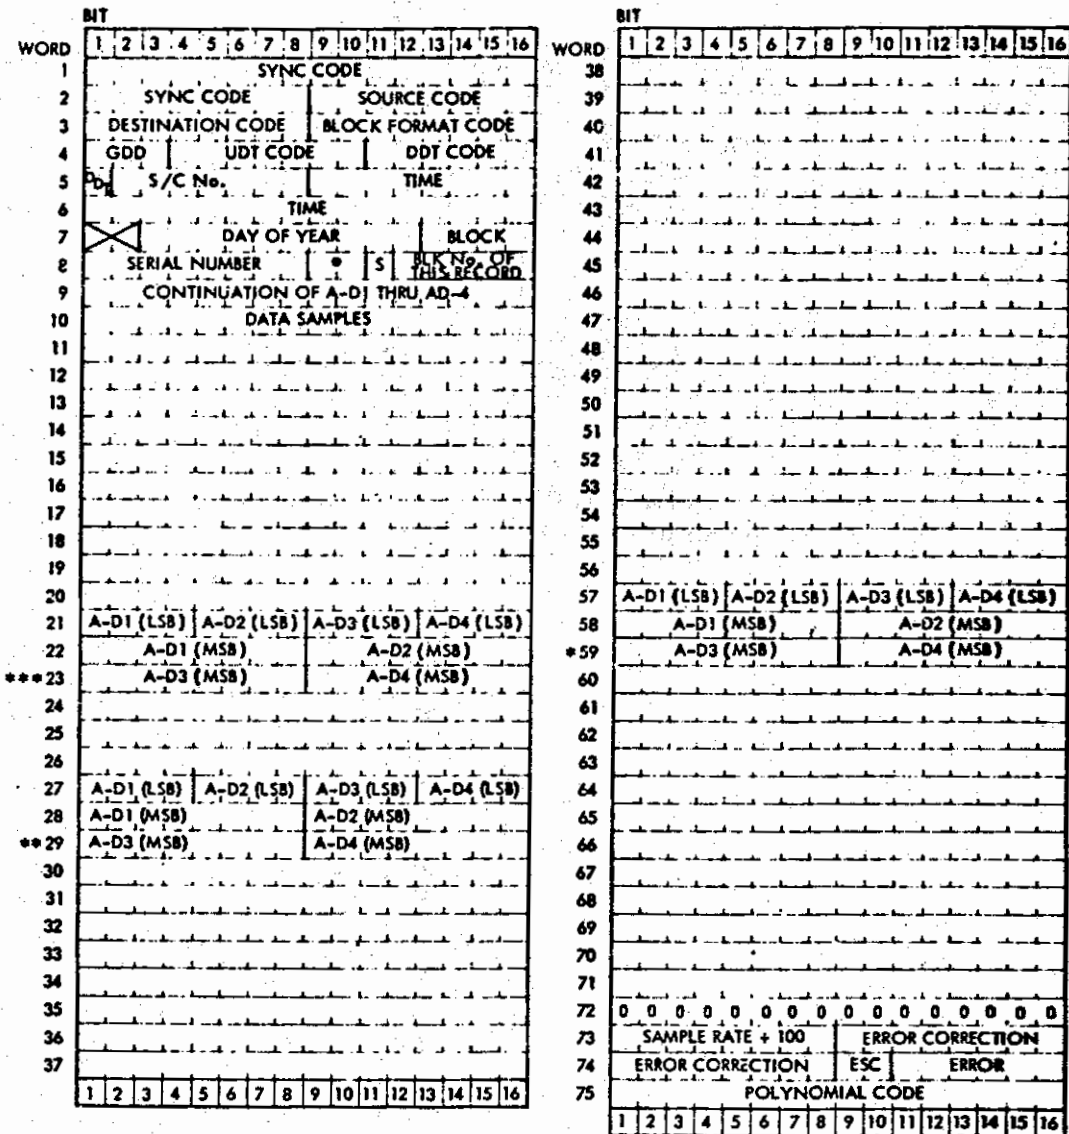 BIT
WORD 1 2 3 4 5 6 7 8 9 10 11 12 13 14 15 16
1 SYNC CODE
2 SYNC CODE SOURCE CODE
3 DESTINATION CODE BLOCK FORMAT CODE
4 GDD UDT CODE DDT CODE
5 DDT S/C No. TIME
6 TIME
7 DAY OF YEAR BLOCK
8 SERIAL NUMBER * S BLK No. OF
THIS RECORD
9 CONTINUATION OF A-D1 THRU AD-4
10 DATA SAMPLES
11
12
13
14
15
16
17
18
19
20
21 A-D1 (LSB) A-D2 (LSB) A-D3 (LSB) A-D4 (LSB)
22 A-D1 (MSB) A-D2 (MSB)
***23 A-D3 (MSB) A-D4 (MSB)
24
25
26
27 A-D1 (LSB) A-D2 (LSB) A-D3 (LSB) A-D4 (LSB)
28 A-D1 (MSB) A-D2 (MSB)
**29 A-D3 (MSB) A-D4 (MSB)
30
31
32
33
34
35
36
37
1 2 3 4 5 6 7 8 9 10 11 12 13 14 15 16
BIT
WORD 1 2 3 4 5 6 7 8 9 10 11 12 13 14 15 16
38
39
40
41
42
43
44
45
46
47
48
49
50
51
52
53
54
55
56
57 A-D1 (LSB) A-D2 (LSB) A-D3 (LSB) A-D4 (LSB)
58 A-D1 (MSB) A-D2 (MSB)
*59 A-D3 (MSB) A-D4 (MSB)
60
61
62
63
64
65
66
67
68
69
70
71
72 0 0 0 0 0 0 0 0 0 0 0 0 0 0 0 0
73 SAMPLE RATE + 100 ERROR CORRECTION
74 ERROR CORRECTION ESC ERROR
75 POLYNOMIAL CODE
1 2 3 4 5 6 7 8 9 10 11 12 13 14 15 16